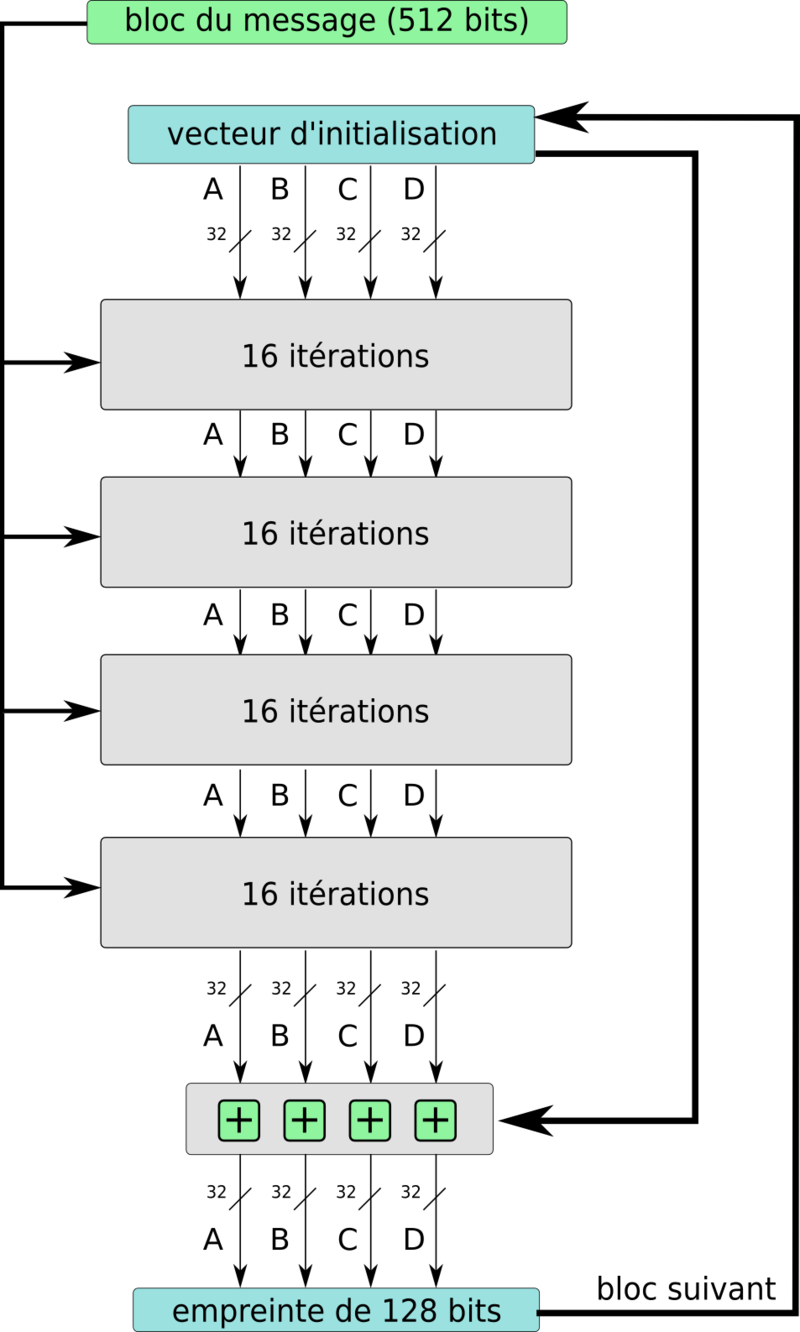 bloc du message (512 bits)
vecteur d'initialisation
A B C D
32 32 32 32
16 itérations
A B C D
16 itérations
A B C D
16 itérations
A B C D
16 itérations
32 32 32 32
A B C D
+ + + +
32 32 32 32
A B C D
bloc suivant
empreinte de 128 bits